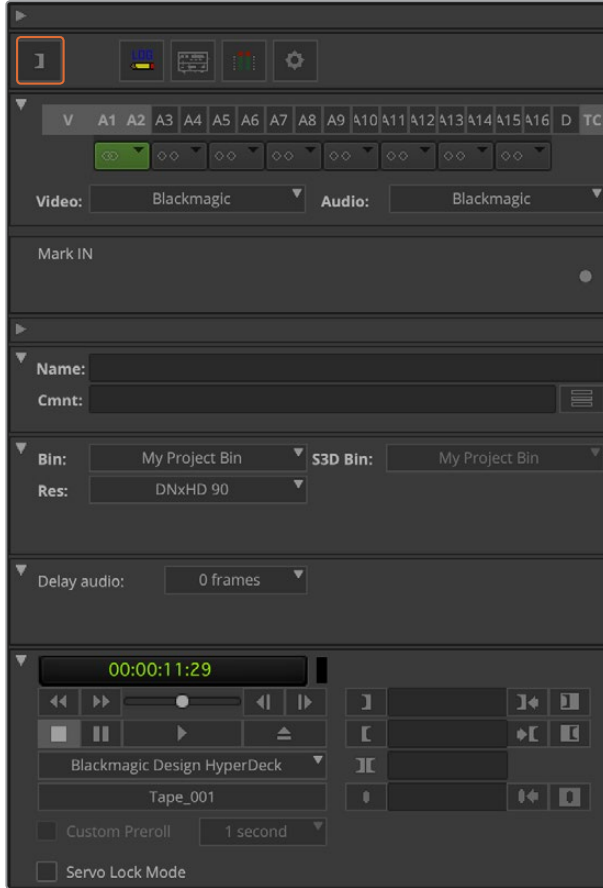 LOG
V A1 A2 A3 A4 A5 A6 A7 A8 A9 A10 A11 A12 A13 A14 A15 A16 D TC
Video: Blackmagic Audio: Blackmagic
Mark IN
Name:
Cmnt:
Bin: My Project Bin S3D Bin: My Project Bin
Res: DNxHD 90
Delay audio: 0 frames
00:00:11:29
Blackmagic Design HyperDeck
Tape_001
Custom Preroll 1 second
Servo Lock Mode